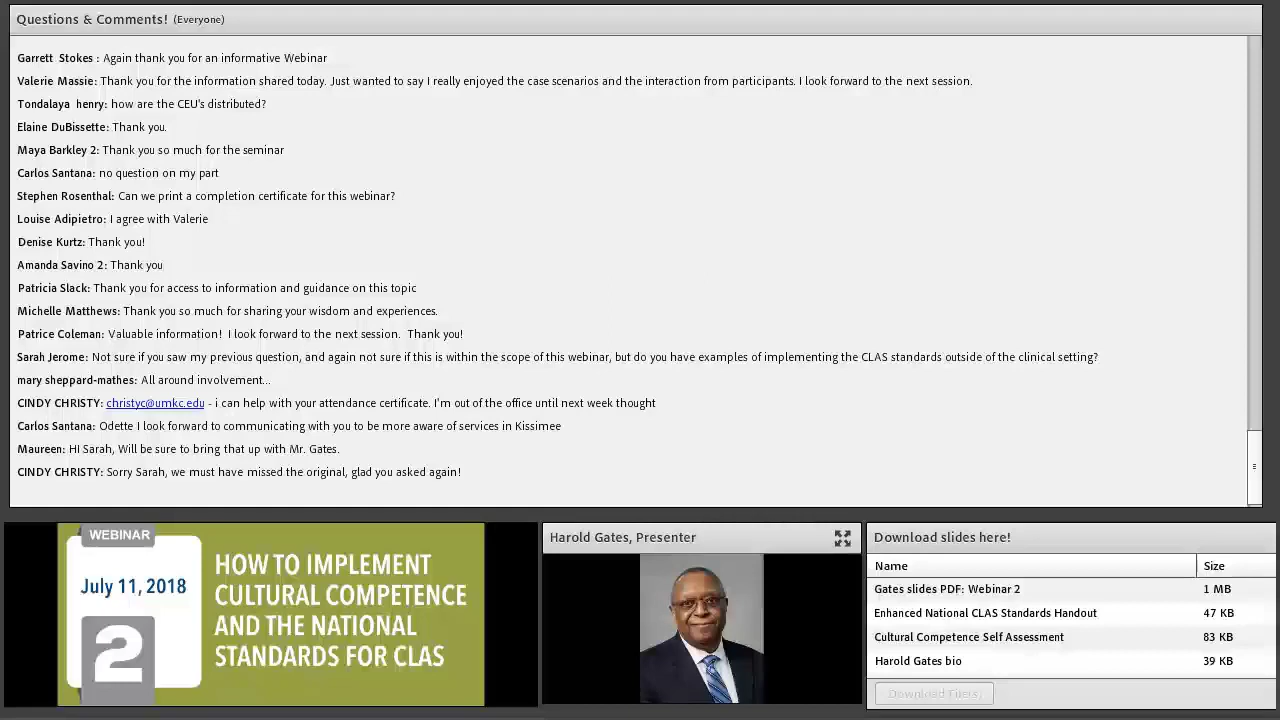 Questions & Comments! (Everyone)
Garrett Stokes : Again thank you for an informative Webinar
Valerie Massie: Thank you for the information shared today. Just wanted to say I really enjoyed the case scenarios and the interaction from participants. I look forward to the next session.
Tondalaya henry: how are the CEU's distributed?
Elaine DuBissette: Thank you.
Maya Barkley 2: Thank you so much for the seminar
Carlos Santana: no question on my part
Stephen Rosenthal: Can we print a completion certificate for this webinar?
Louise Adipietro: I agree with Valerie
Denise Kurtz: Thank you!
Amanda Savino 2: Thank you
Patricia Slack: Thank you for access to information and guidance on this topic
Michelle Matthews: Thank you so much for sharing your wisdom and experiences.
Patrice Coleman: Valuable information! I look forward to the next session. Thank you!
Sarah Jerome: Not sure if you saw my previous question, and again not sure if this is within the scope of this webinar, but do you have examples of implementing the CLAS standards outside of the clinical setting?
mary sheppard-mathes: All around involvement...
CINDY CHRISTY: christyc@umkc.edu - i can help with your attendance certificate. I'm out of the office until next week thought
Carlos Santana: Odette I look forward to communicating with you to be more aware of services in Kissimee
Maureen: HI Sarah, Will be sure to bring that up with Mr. Gates.
CINDY CHRISTY: Sorry Sarah, we must have missed the original, glad you asked again!
WEBINAR
July 11, 2018
2
HOW TO IMPLEMENT
CULTURAL COMPETENCE
AND THE NATIONAL
STANDARDS FOR CLAS
Harold Gates, Presenter
Download slides here!
Name Size
Gates slides PDF: Webinar 2 1 MB
Enhanced National CLAS Standards Handout 47 KB
Cultural Competence Self Assessment 83 KB
Harold Gates bio 39 KB
Download File(s)